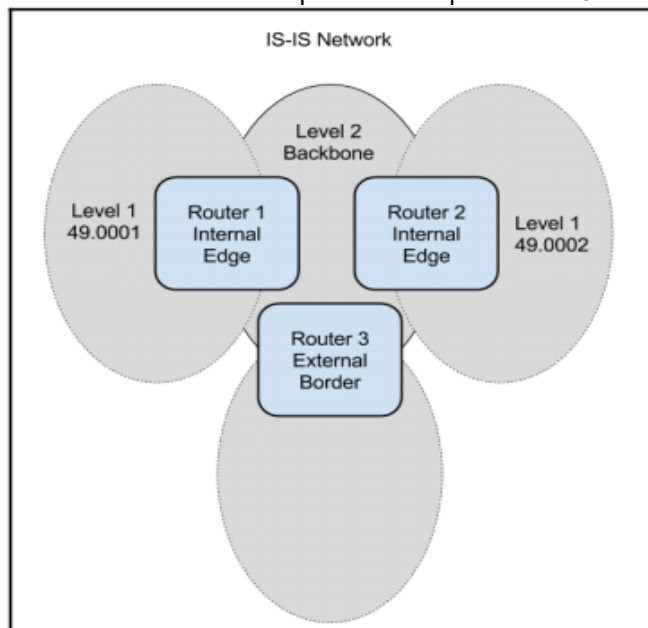 IS-IS Network
Level 2
Backbone
Level 1
49.0001
Router 1
Internal
Edge
Router 2
Internal
Edge
Level 1
49.0002
Router 3
External
Border